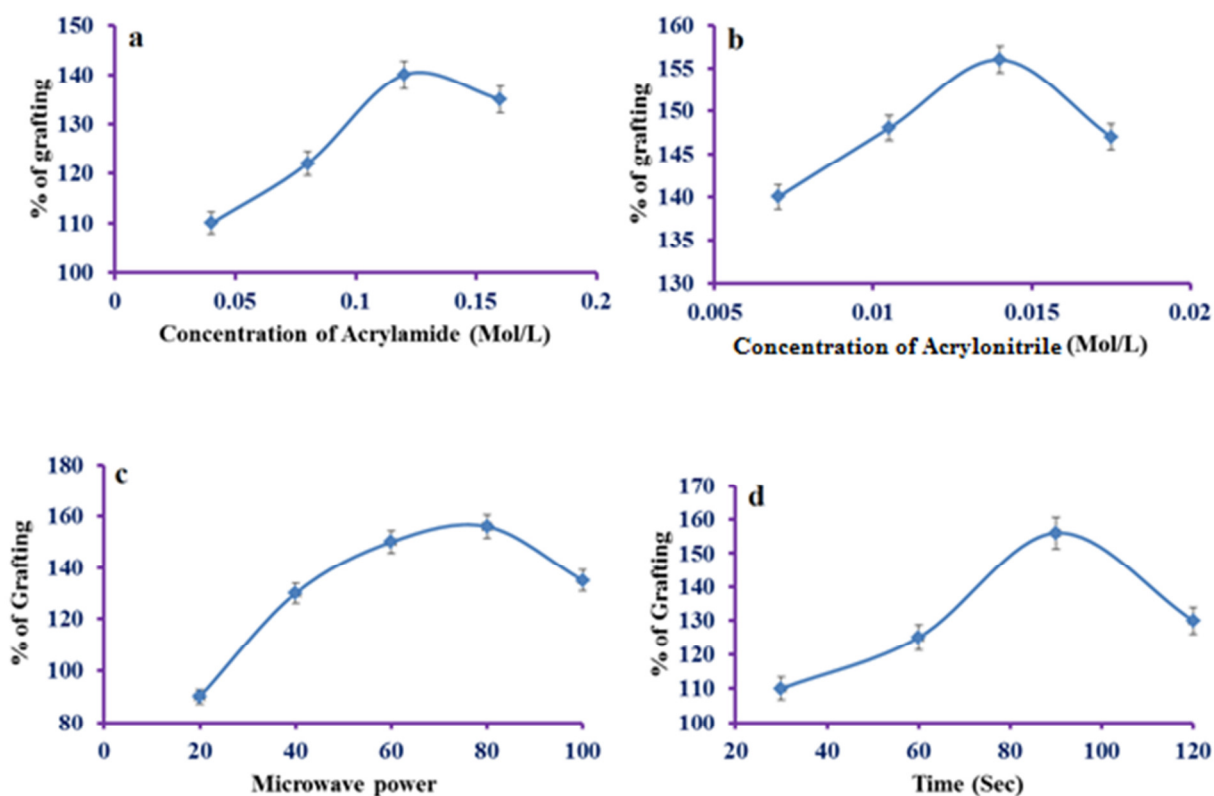 a
% of grafting
150
140
130
120
110
100
0 0.05 0.1 0.15 0.2
Concentration of Acrylamide (Mol/L)
b
% of grafting
160
155
150
145
140
135
130
0.005 0.01 0.015 0.02
Concentration of Acrylonitrile (Mol/L)
c
% of Grafting
180
160
140
120
100
80
0 20 40 60 80 100
Microwave power
d
% of Grafting
170
160
150
140
130
120
110
100
20 40 60 80 100 120
Time (Sec)